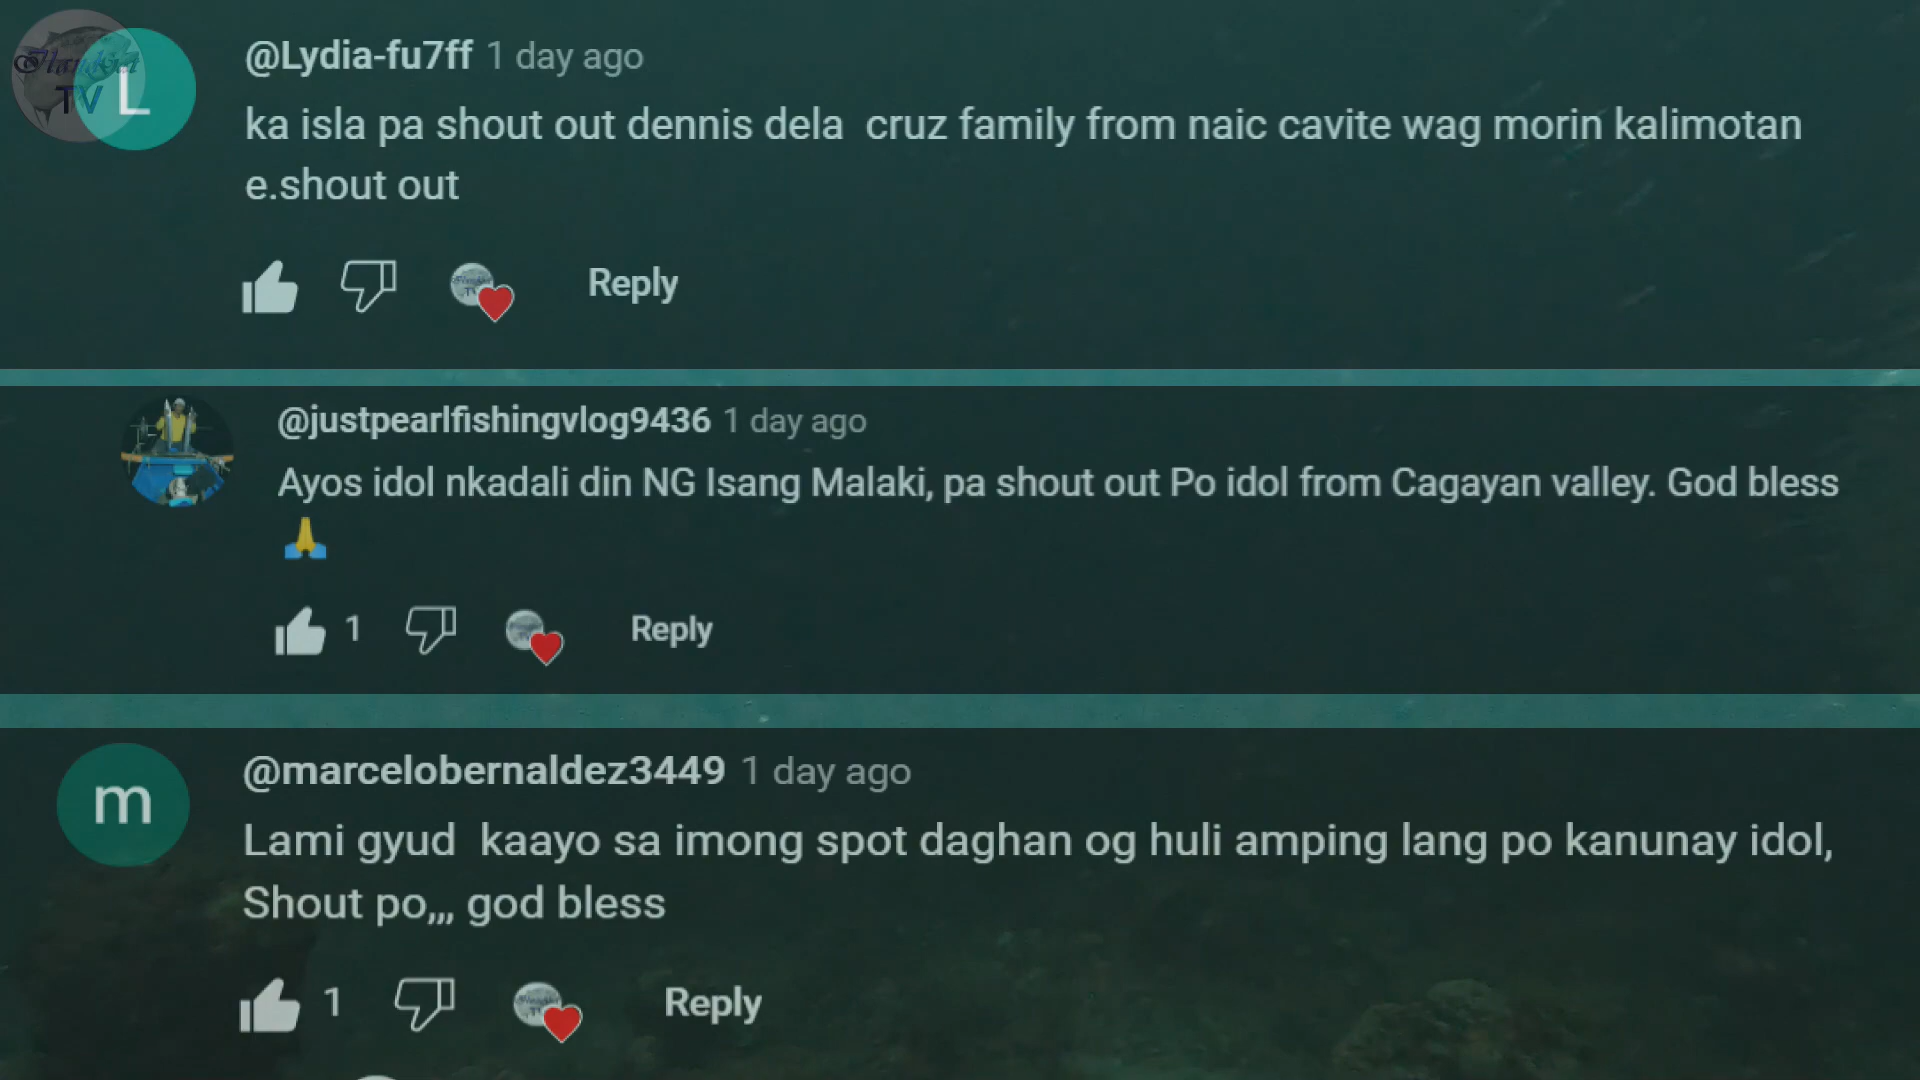 @Lydia-fu7ff 1 day ago
ka isla pa shout out dennis dela cruz family from naic cavite wag morin kalimotan
e.shout out
Reply
@justpearlfishingvlog9436 1 day ago
Ayos idol nkadali din NG Isang Malaki, pa shout out Po idol from Cagayan valley. God bless
🙏
1 Reply
@marcelobernaldez3449 1 day ago
Lami gyud kaayo sa imong spot daghan og huli amping lang po kanunay idol,
Shout po,,, god bless
1 Reply
TV
L
m